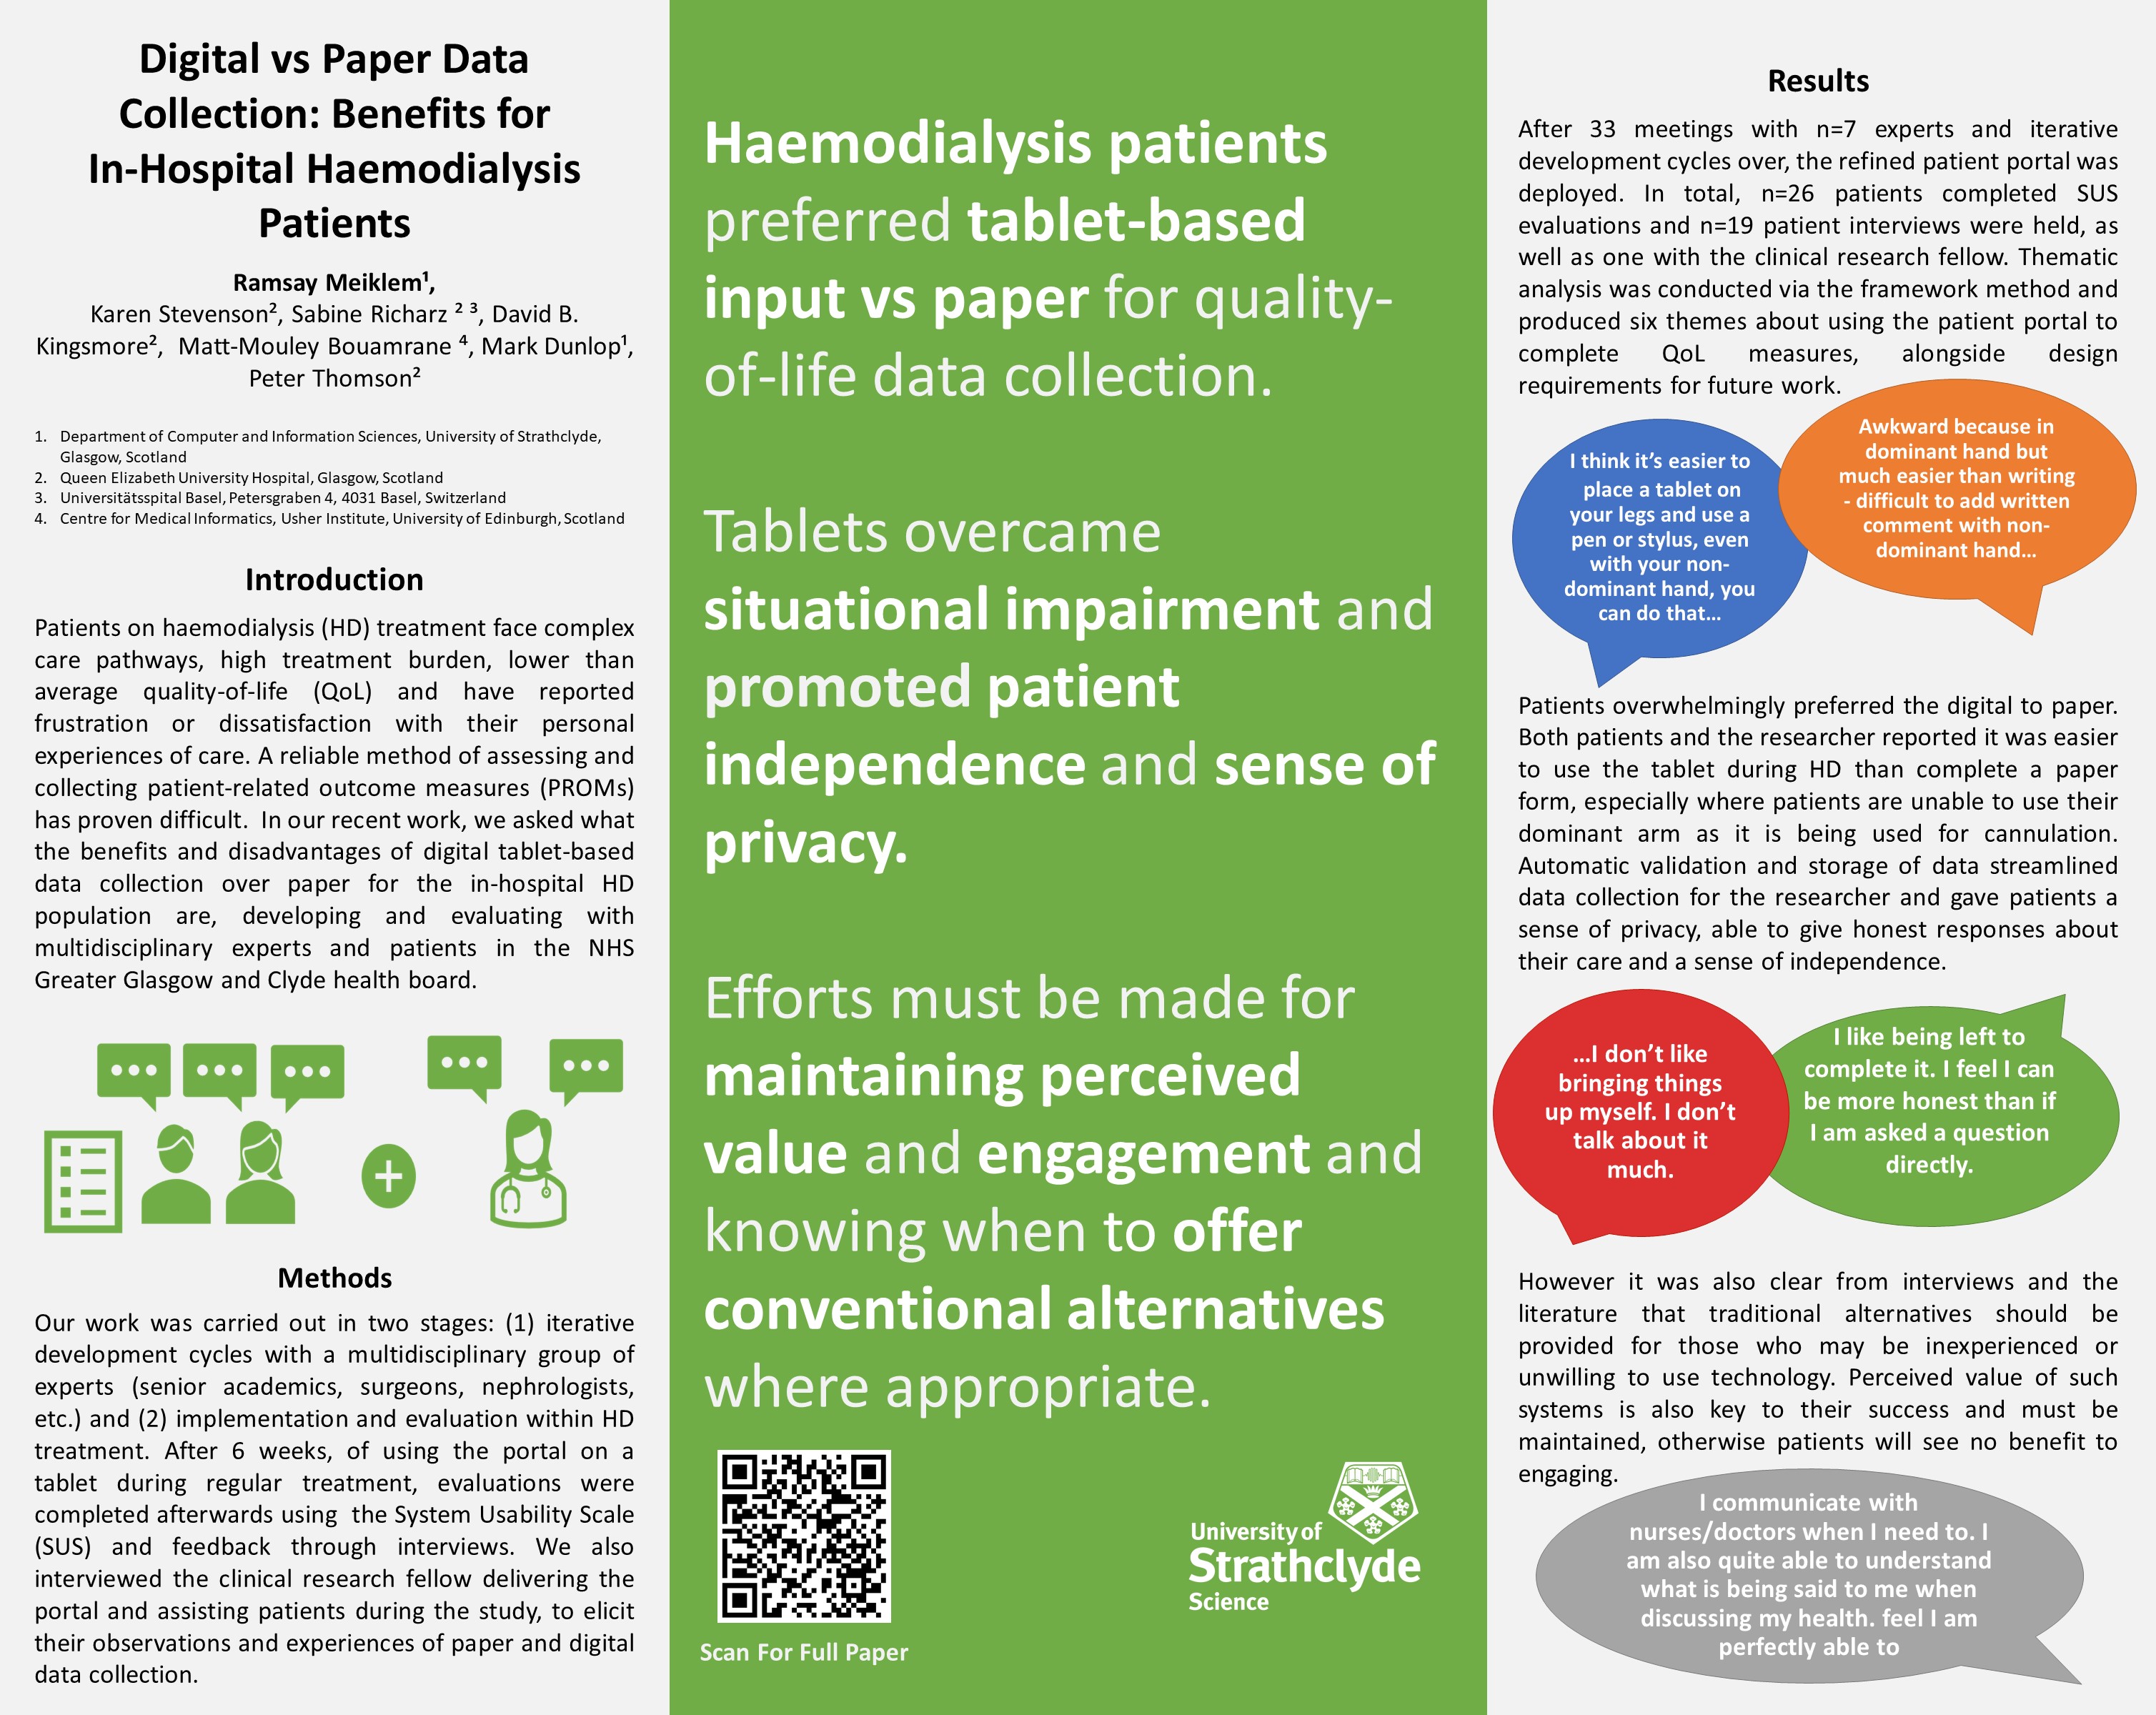 Digital vs Paper Data
Collection: Benefits for
In-Hospital Haemodialysis
Patients
Ramsay Meiklem¹,
Karen Stevenson², Sabine Richarz ² ³, David B.
Kingsmore², Matt-Mouley Bouamrane ⁴, Mark Dunlop¹,
Peter Thomson²
1. Department of Computer and Information Sciences, University of Strathclyde,
Glasgow, Scotland
2. Queen Elizabeth University Hospital, Glasgow, Scotland
3. Universitätsspital Basel, Petersgraben 4, 4031 Basel, Switzerland
4. Centre for Medical Informatics, Usher Institute, University of Edinburgh, Scotland
Introduction
Patients on haemodialysis (HD) treatment face complex
care pathways, high treatment burden, lower than
average quality-of-life (QoL) and have reported
frustration or dissatisfaction with their personal
experiences of care. A reliable method of assessing and
collecting patient-related outcome measures (PROMs)
has proven difficult. In our recent work, we asked what
the benefits and disadvantages of digital tablet-based
data collection over paper for the in-hospital HD
population are, developing and evaluating with
multidisciplinary experts and patients in the NHS
Greater Glasgow and Clyde health board.
Methods
Our work was carried out in two stages: (1) iterative
development cycles with a multidisciplinary group of
experts (senior academics, surgeons, nephrologists,
etc.) and (2) implementation and evaluation within HD
treatment. After 6 weeks, of using the portal on a
tablet during regular treatment, evaluations were
completed afterwards using the System Usability Scale
(SUS) and feedback through interviews. We also
interviewed the clinical research fellow delivering the
portal and assisting patients during the study, to elicit
their observations and experiences of paper and digital
data collection.
Haemodialysis patients
preferred tablet-based
input vs paper for quality-
of-life data collection.
Tablets overcame
situational impairment and
promoted patient
independence and sense of
privacy.
Efforts must be made for
maintaining perceived
value and engagement and
knowing when to offer
conventional alternatives
where appropriate.
Scan For Full Paper
University of
Strathclyde
Science
Results
After 33 meetings with n=7 experts and iterative
development cycles over, the refined patient portal was
deployed. In total, n=26 patients completed SUS
evaluations and n=19 patient interviews were held, as
well as one with the clinical research fellow. Thematic
analysis was conducted via the framework method and
produced six themes about using the patient portal to
complete QoL measures, alongside design
requirements for future work.
I think it's easier to
place a tablet on
your legs and use a
pen or stylus, even
with your non-
dominant hand, you
can do that...
Awkward because in
dominant hand but
much easier than writing
- difficult to add written
comment with non-
dominant hand...
Patients overwhelmingly preferred the digital to paper.
Both patients and the researcher reported it was easier
to use the tablet during HD than complete a paper
form, especially where patients are unable to use their
dominant arm as it is being used for cannulation.
Automatic validation and storage of data streamlined
data collection for the researcher and gave patients a
sense of privacy, able to give honest responses about
their care and a sense of independence.
...I don't like
bringing things
up myself. I don't
talk about it
much.
I like being left to
complete it. I feel I can
be more honest than if
I am asked a question
directly.
However it was also clear from interviews and the
literature that traditional alternatives should be
provided for those who may be inexperienced or
unwilling to use technology. Perceived value of such
systems is also key to their success and must be
maintained, otherwise patients will see no benefit to
engaging.
I communicate with
nurses/doctors when I need to. I
am also quite able to understand
what is being said to me when
discussing my health. feel I am
perfectly able to